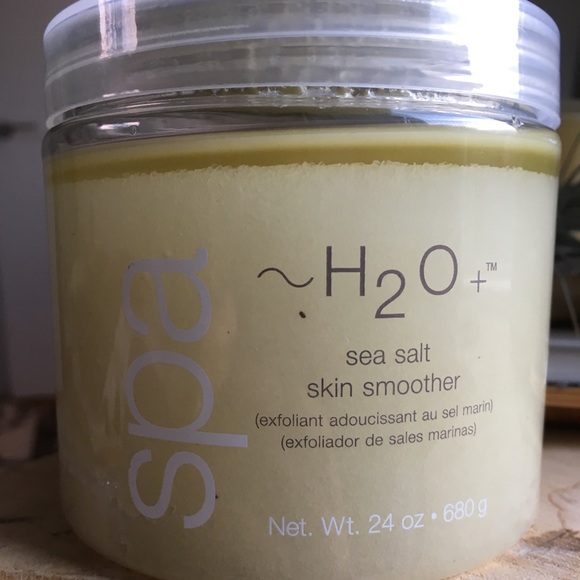 spa
~H2O+™
sea salt
skin smoother
(exfoliant adoucissant au sel marin)
(exfoliador de sales marinas)
Net. Wt. 24 oz • 680 g